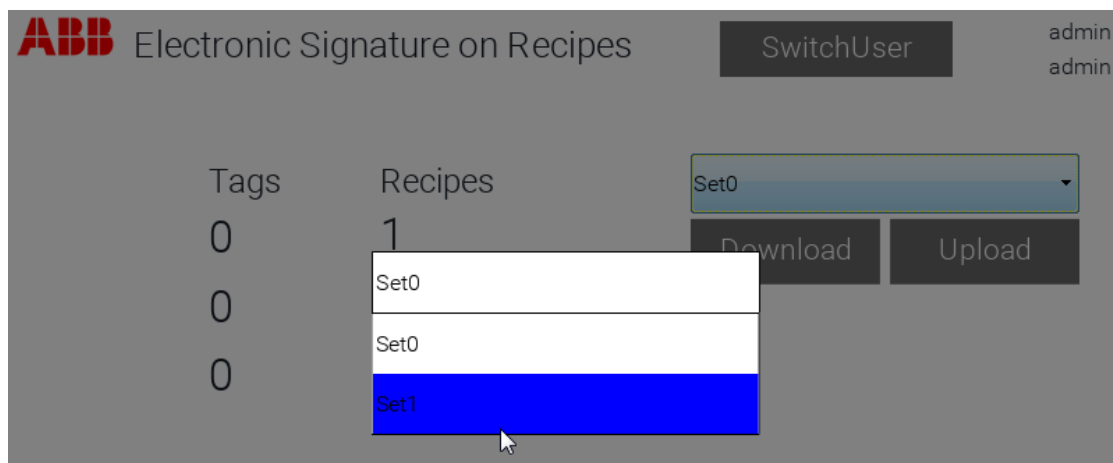 ABB Electronic Signature on Recipes
SwitchUser
admin
admin
Tags
Recipes
Set0
0
1
Download
Upload
Set0
0
Set0
0
Set1